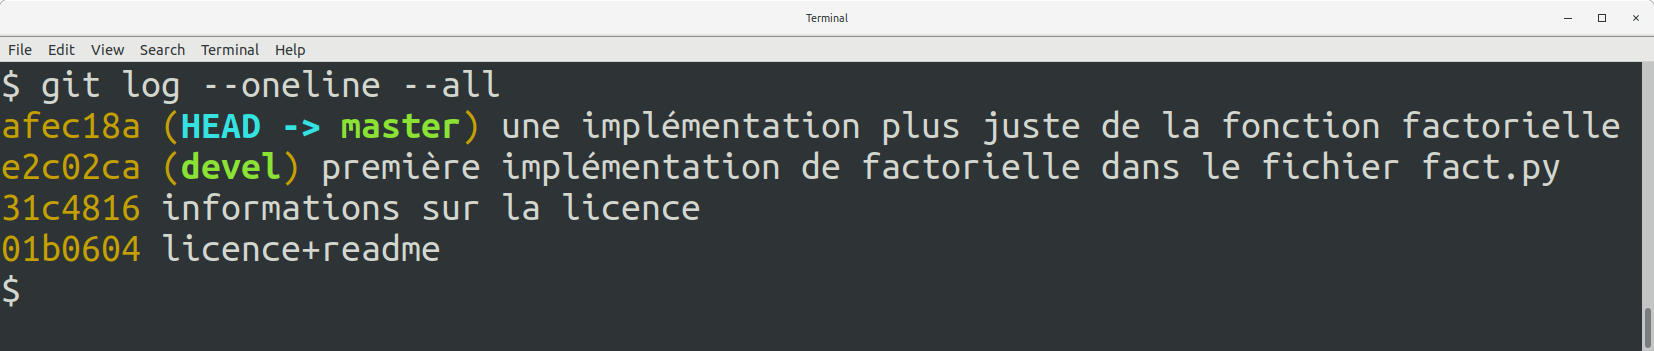 Terminal
File Edit View Search Terminal Help
$ git log --oneline --all
afec18a (HEAD -> master) une implémentation plus juste de la fonction factorielle
e2c02ca (devel) première implémentation de factorielle dans le fichier fact.py
31c4816 informations sur la licence
01b0604 licence+readme
$